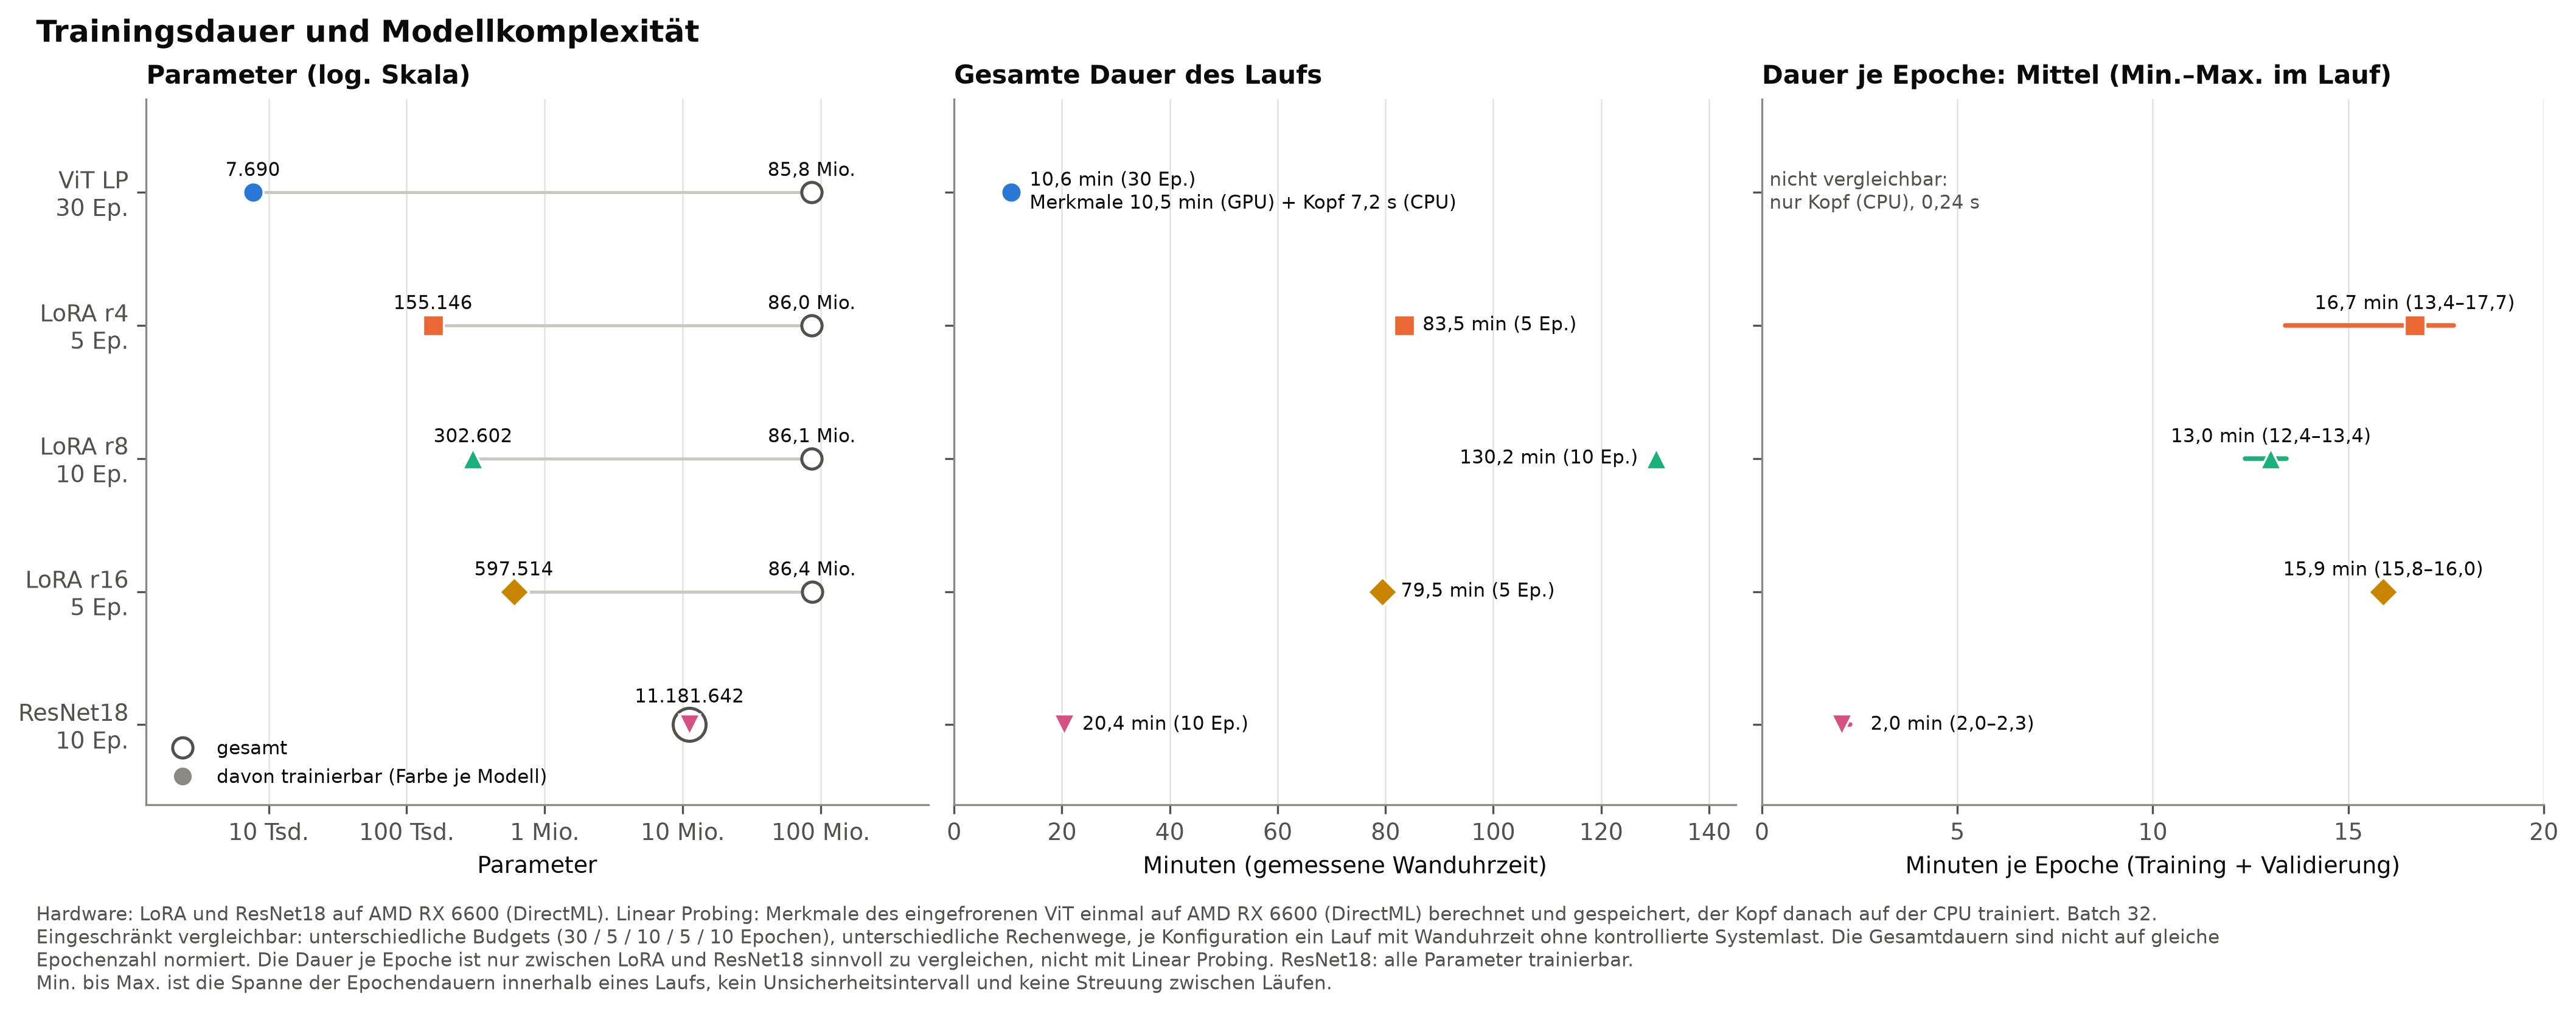 Trainingsdauer und Modellkomplexität
Parameter (log. Skala)
ViT LP
30 Ep.
LoRA r4
5 Ep.
LoRA r8
10 Ep.
LoRA r16
5 Ep.
ResNet18
10 Ep.
7.690
85,8 Mio.
155.146
86,0 Mio.
302.602
86,1 Mio.
597.514
86,4 Mio.
11.181.642
gesamt
davon trainierbar (Farbe je Modell)
10 Tsd.
100 Tsd.
1 Mio.
10 Mio.
100 Mio.
Parameter
Gesamte Dauer des Laufs
10,6 min (30 Ep.)
Merkmale 10,5 min (GPU) + Kopf 7,2 s (CPU)
83,5 min (5 Ep.)
130,2 min (10 Ep.)
79,5 min (5 Ep.)
20,4 min (10 Ep.)
0
20
40
60
80
100
120
140
Minuten (gemessene Wanduhrzeit)
Dauer je Epoche: Mittel (Min.–Max. im Lauf)
nicht vergleichbar:
nur Kopf (CPU), 0,24 s
16,7 min (13,4–17,7)
13,0 min (12,4–13,4)
15,9 min (15,8–16,0)
2,0 min (2,0–2,3)
0
5
10
15
20
Minuten je Epoche (Training + Validierung)
Hardware: LoRA und ResNet18 auf AMD RX 6600 (DirectML). Linear Probing: Merkmale des eingefrorenen ViT einmal auf AMD RX 6600 (DirectML) berechnet und gespeichert, der Kopf danach auf der CPU trainiert. Batch 32.
Eingeschränkt vergleichbar: unterschiedliche Budgets (30 / 5 / 10 / 5 / 10 Epochen), unterschiedliche Rechenwege, je Konfiguration ein Lauf mit Wanduhrzeit ohne kontrollierte Systemlast. Die Gesamtdauern sind nicht auf gleiche
Epochenzahl normiert. Die Dauer je Epoche ist nur zwischen LoRA und ResNet18 sinnvoll zu vergleichen, nicht mit Linear Probing. ResNet18: alle Parameter trainierbar.
Min. bis Max. ist die Spanne der Epochendauern innerhalb eines Laufs, kein Unsicherheitsintervall und keine Streuung zwischen Läufen.